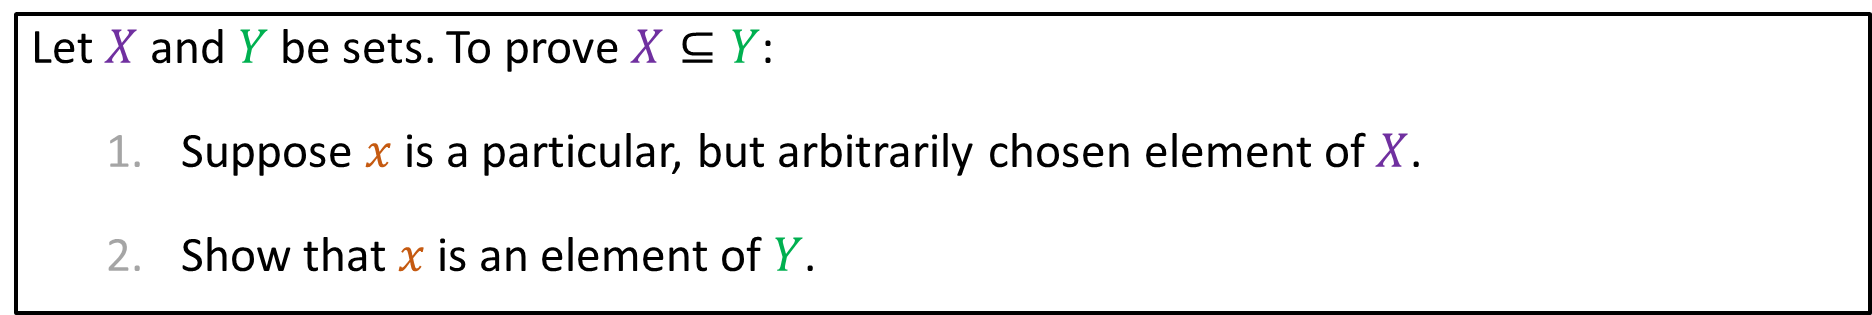 Let X and Y be sets. To prove X ⊆ Y:
1. Suppose x is a particular, but arbitrarily chosen element of X.
2. Show that x is an element of Y.